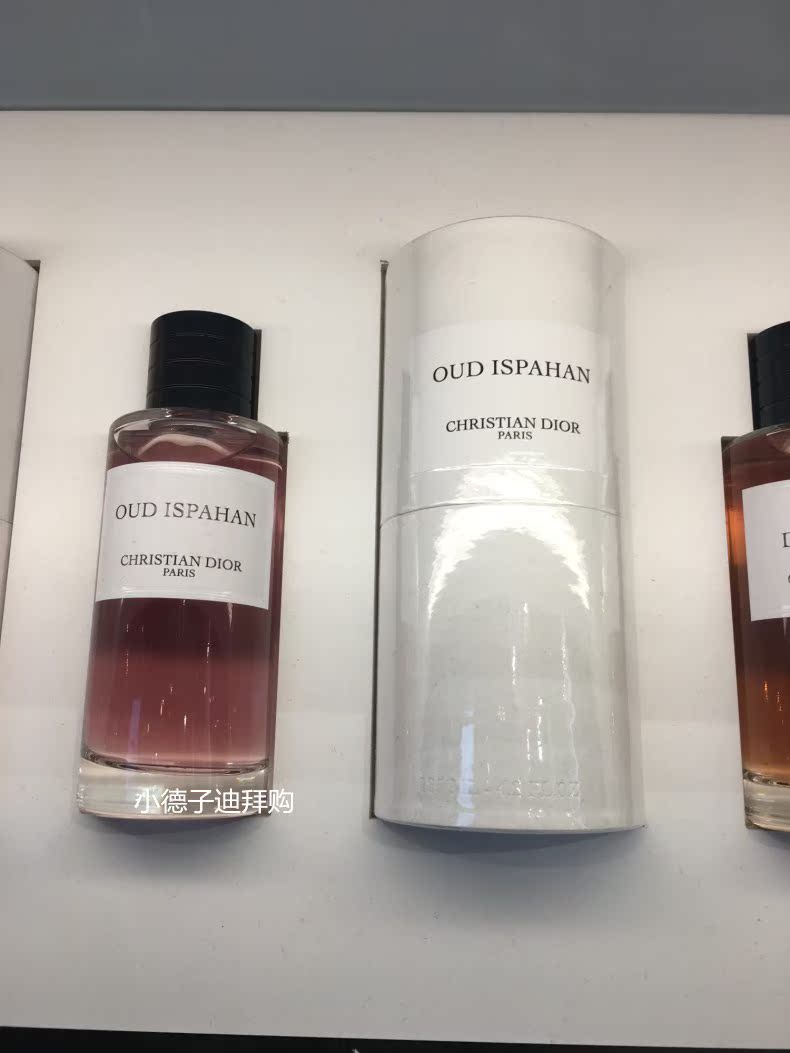 OUD ISPAHAN
CHRISTIAN DIOR
PARIS
OUD ISPAHAN
CHRISTIAN DIOR
PARIS
小德子迪拜购